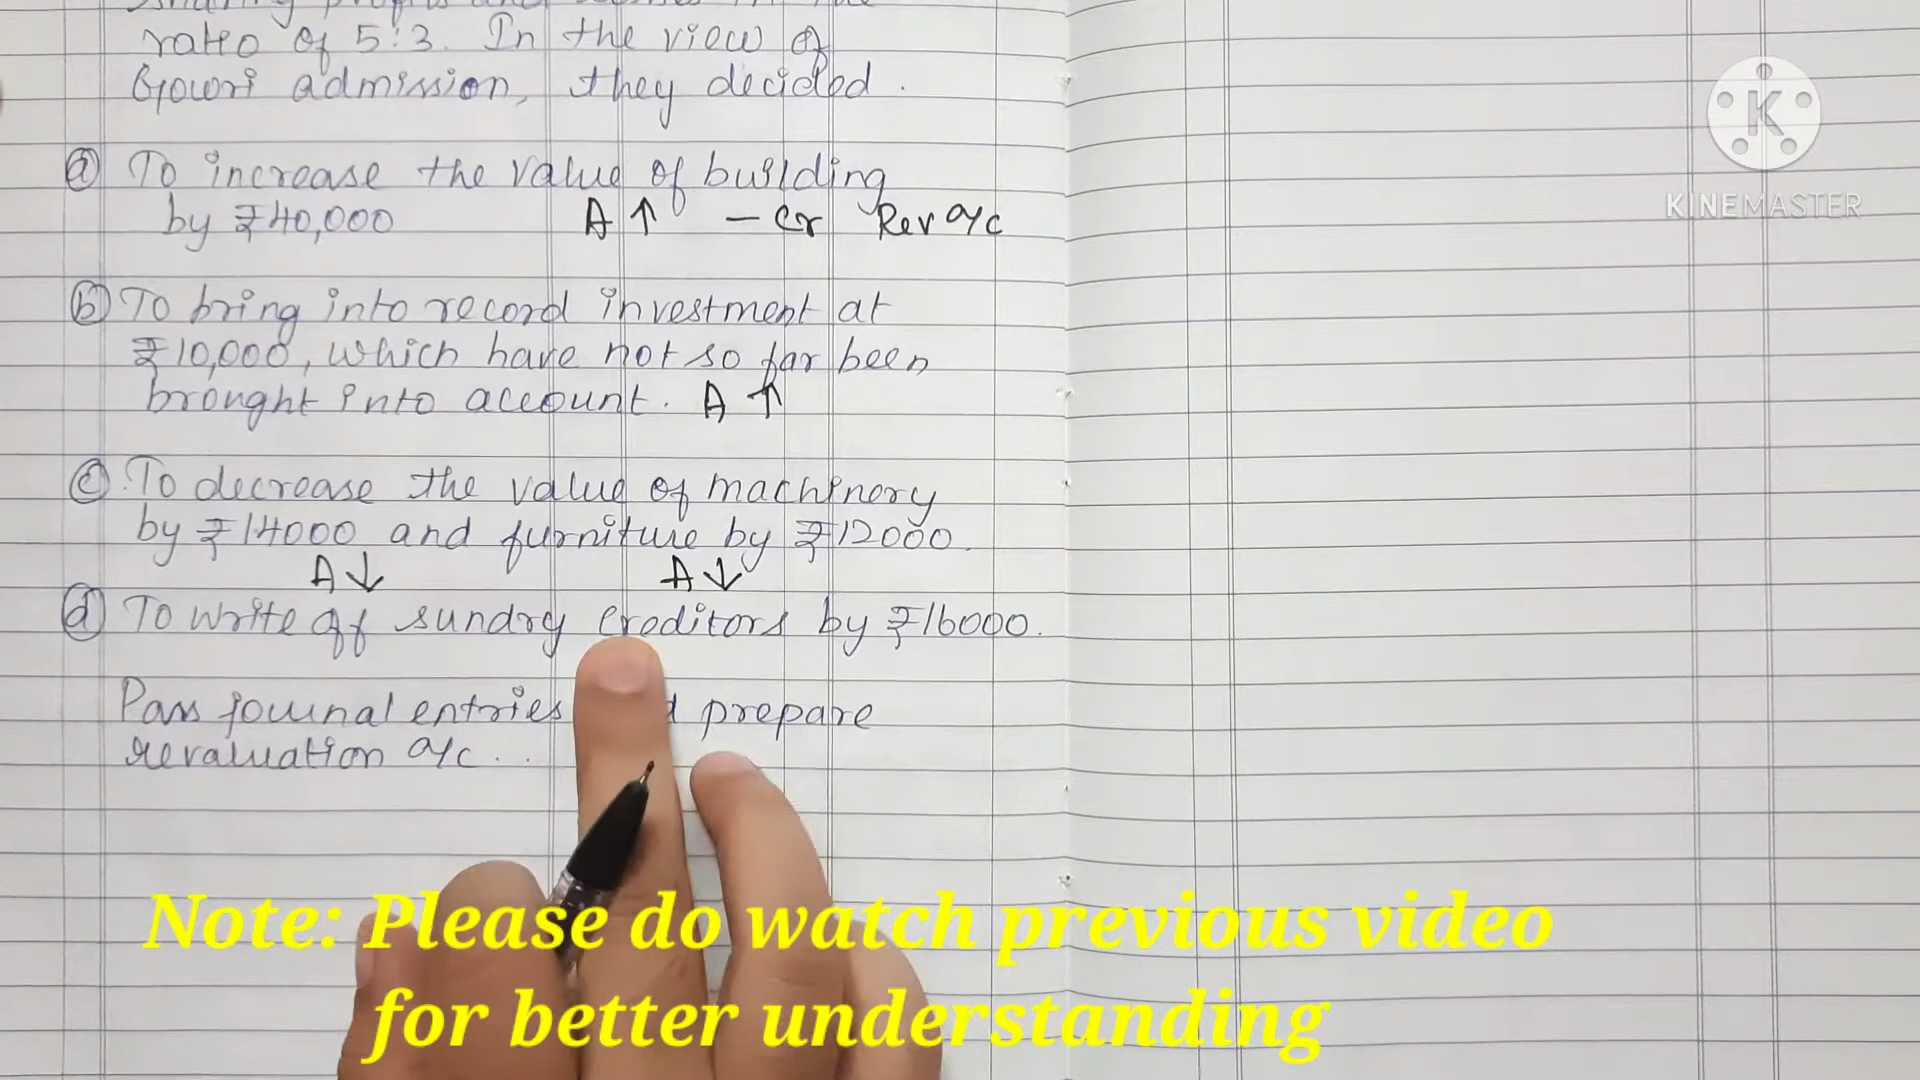 ratio of 5:3. In the view of
Gowri admission, they decided.
(a) To increase the value of building
by ₹40,000 A ↑ - Cr Rev a/c
(b) To bring into record investment at
₹10,000, which have not so far been
brought into account. A ↑
(c) To decrease the value of machinery
by ₹14000 and furniture by ₹12000.
A↓ A↓
(d) To write off sundry creditors by ₹16000.
Pass journal entries prepare
revaluation a/c...
K
KINEMASTER
Note: Please do watch previous video
for better understanding